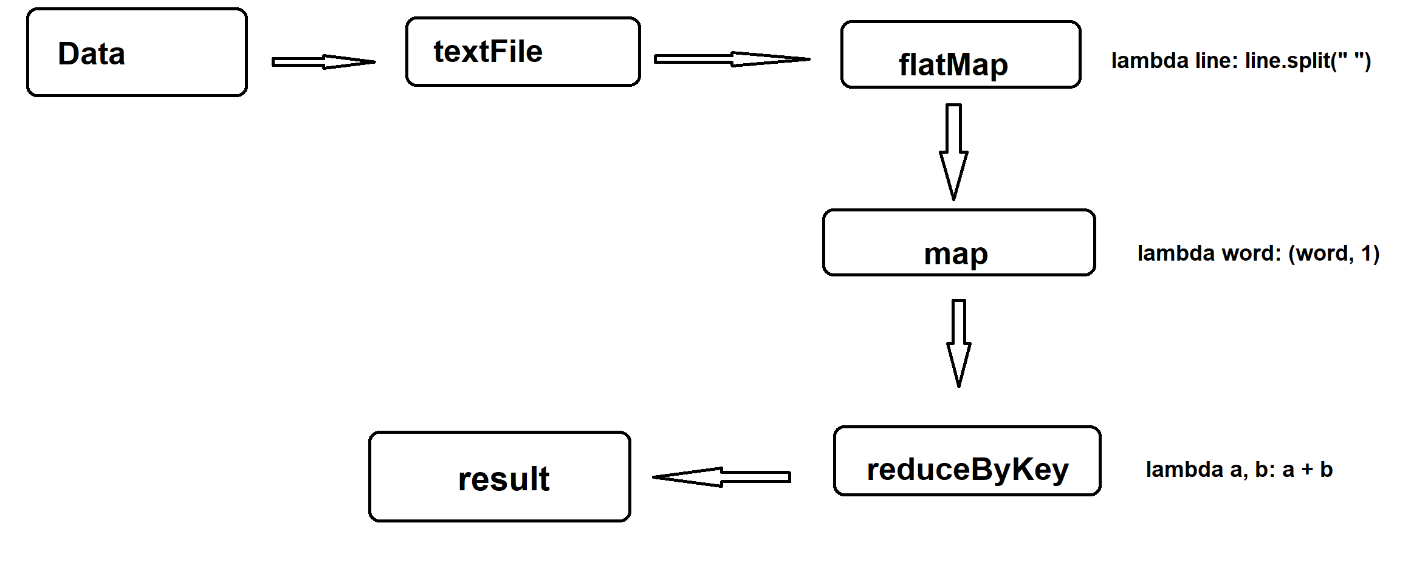 Data
textFile
flatMap
lambda line: line.split(" ")
map
lambda word: (word, 1)
reduceByKey
lambda a, b: a + b
result